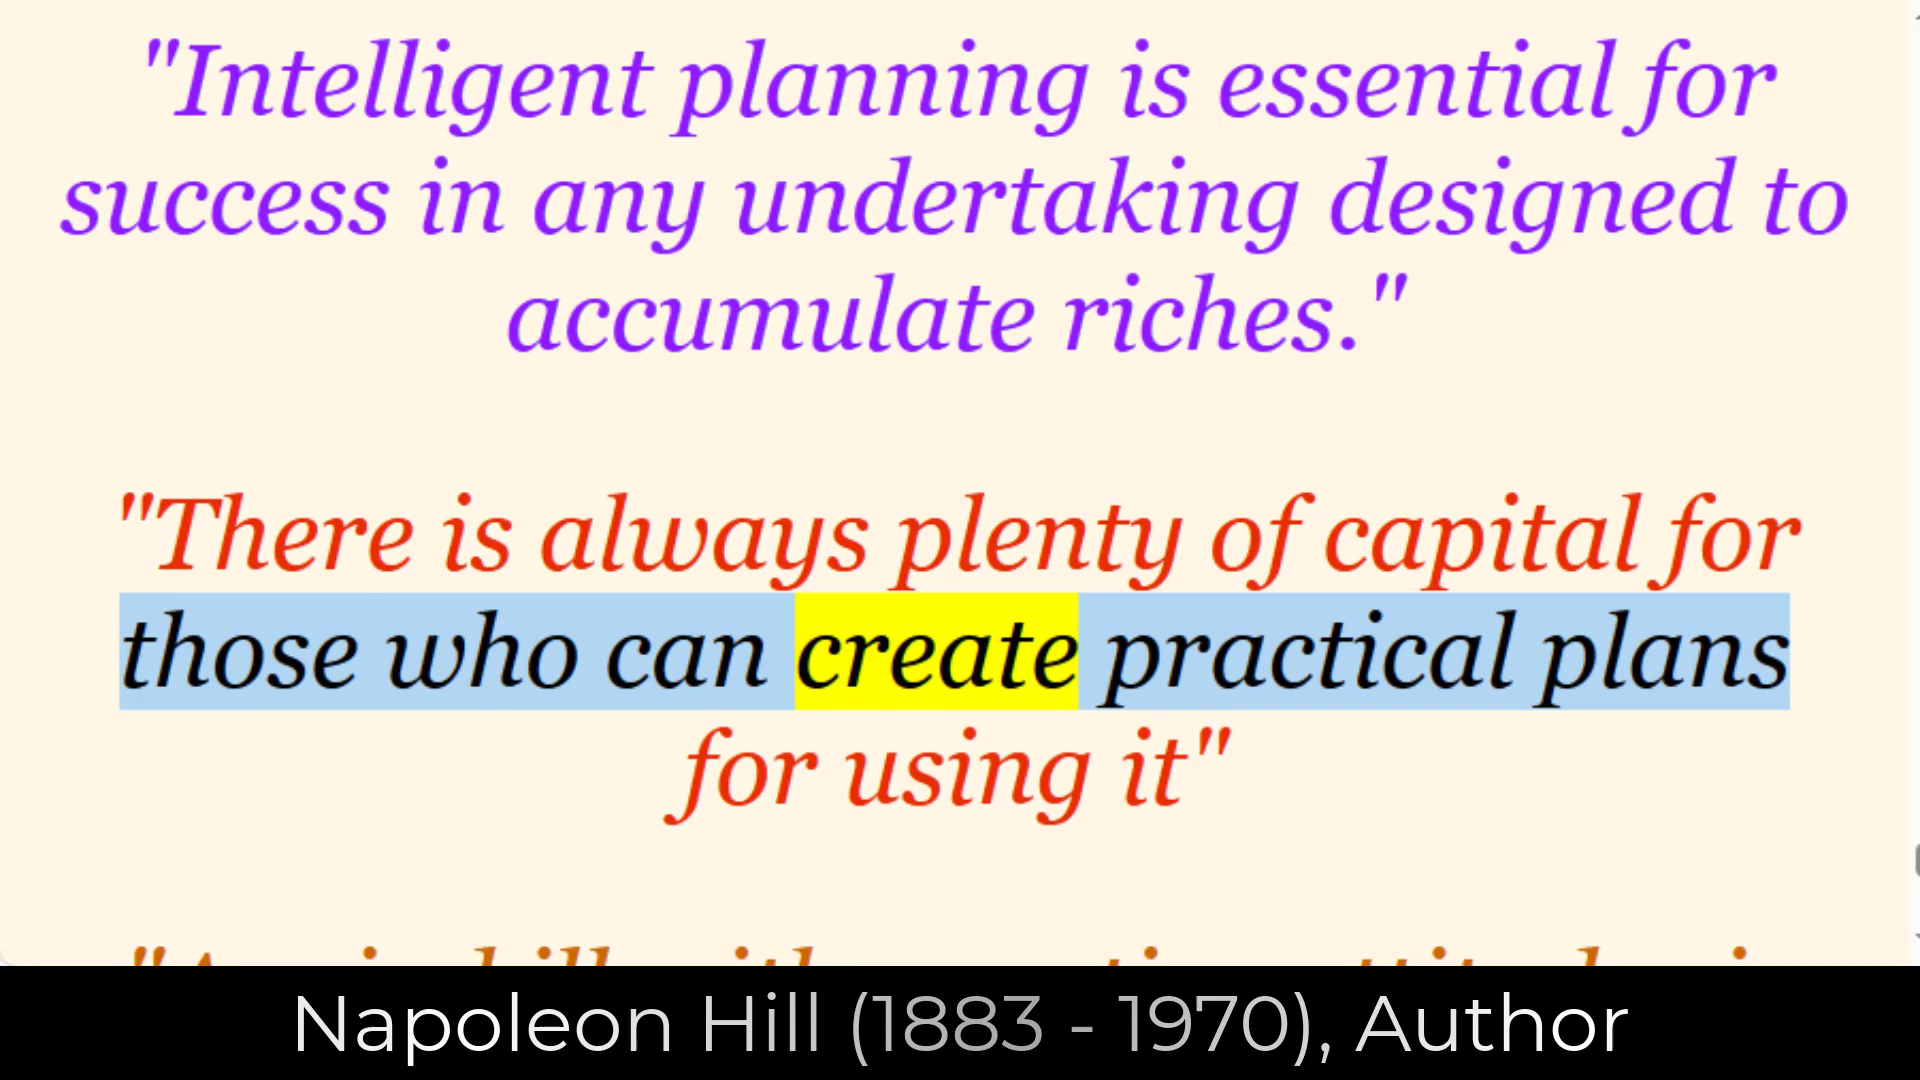 "Intelligent planning is essential for
success in any undertaking designed to
accumulate riches."
"There is always plenty of capital for
those who can create practical plans
for using it"
Napoleon Hill (1883 - 1970), Author